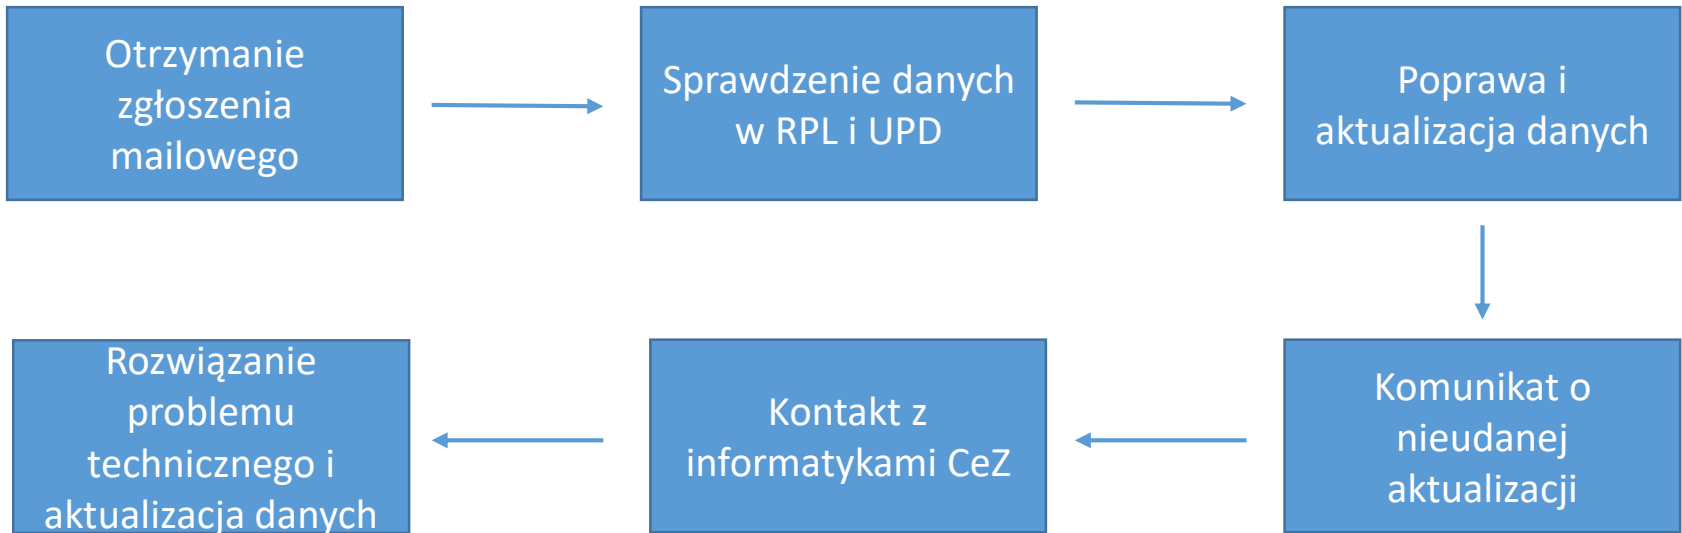 Otrzymanie
zgłoszenia
mailowego
Sprawdzenie danych
w RPL i UPD
Poprawa i
aktualizacja danych
Komunikat o
nieudanej
aktualizacji
Kontakt z
informatykami CeZ
Rozwiązanie
problemu
technicznego i
aktualizacja danych